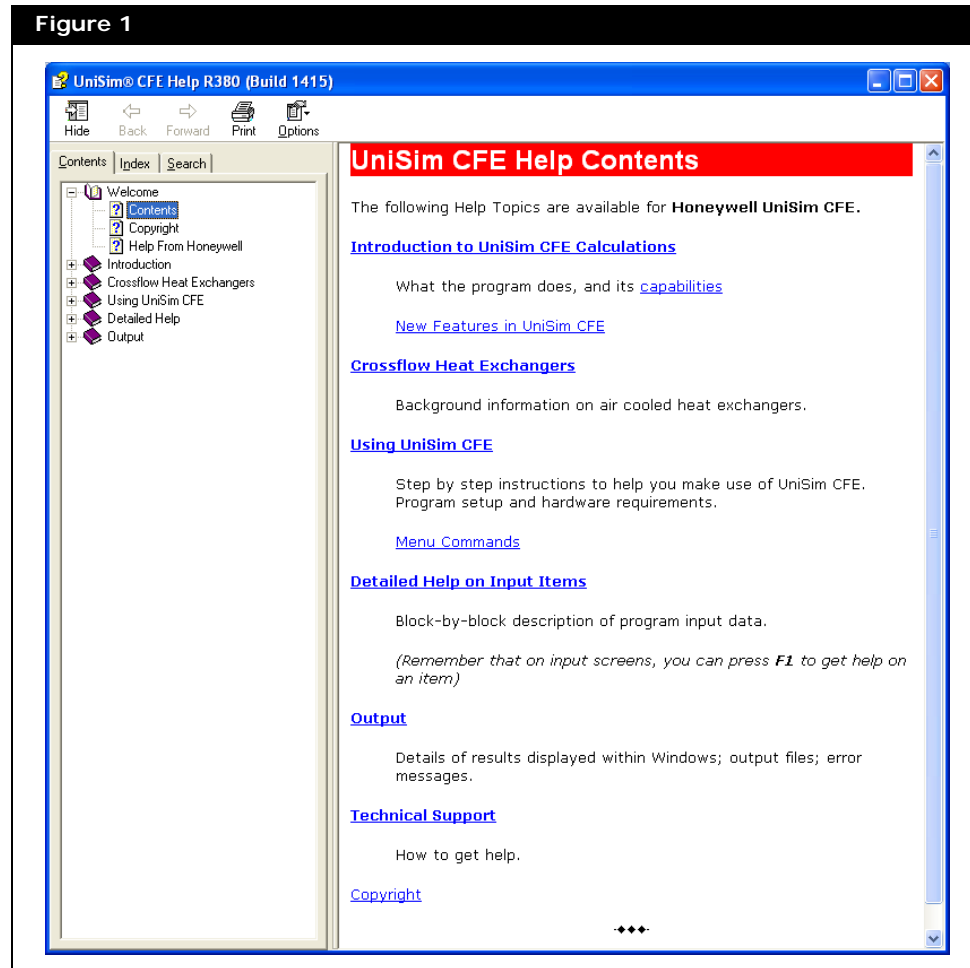 Figure 1
UniSim® CFE Help R380 (Build 1415)
Hide Back Forward Print Options
Contents Index Search
Welcome
Contents
Copyright
Help From Honeywell
Introduction
Crossflow Heat Exchangers
Using UniSim CFE
Detailed Help
Output
UniSim CFE Help Contents
The following Help Topics are available for Honeywell UniSim CFE.
Introduction to UniSim CFE Calculations
What the program does, and its capabilities
New Features in UniSim CFE
Crossflow Heat Exchangers
Background information on air cooled heat exchangers.
Using UniSim CFE
Step by step instructions to help you make use of UniSim CFE.
Program setup and hardware requirements.
Menu Commands
Detailed Help on Input Items
Block-by-block description of program input data.
(Remember that on input screens, you can press F1 to get help on
an item)
Output
Details of results displayed within Windows; output files; error
messages.
Technical Support
How to get help.
Copyright